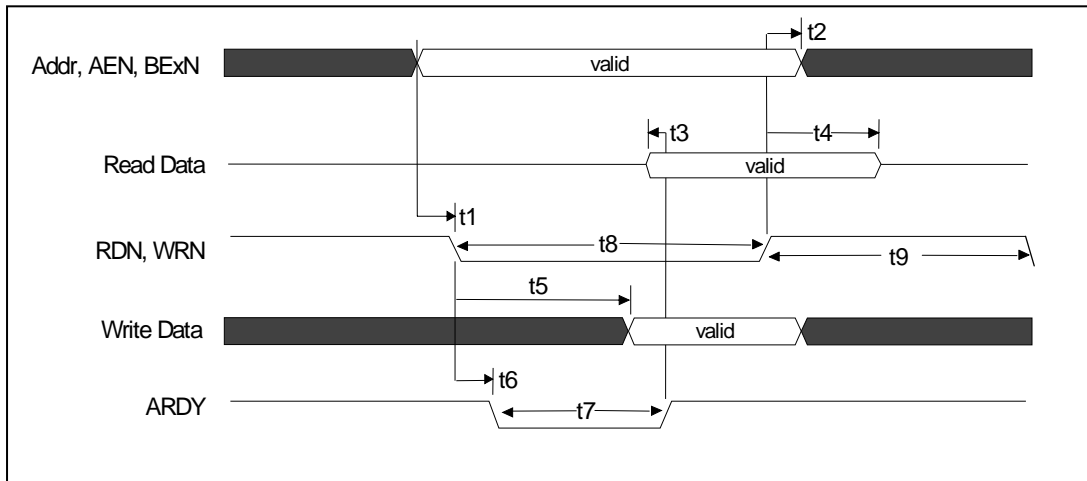 t2
Addr, AEN, BExN valid
t3 t4
Read Data valid
t1
RDN, WRN t8 t9
t5
Write Data valid
t6
ARDY t7